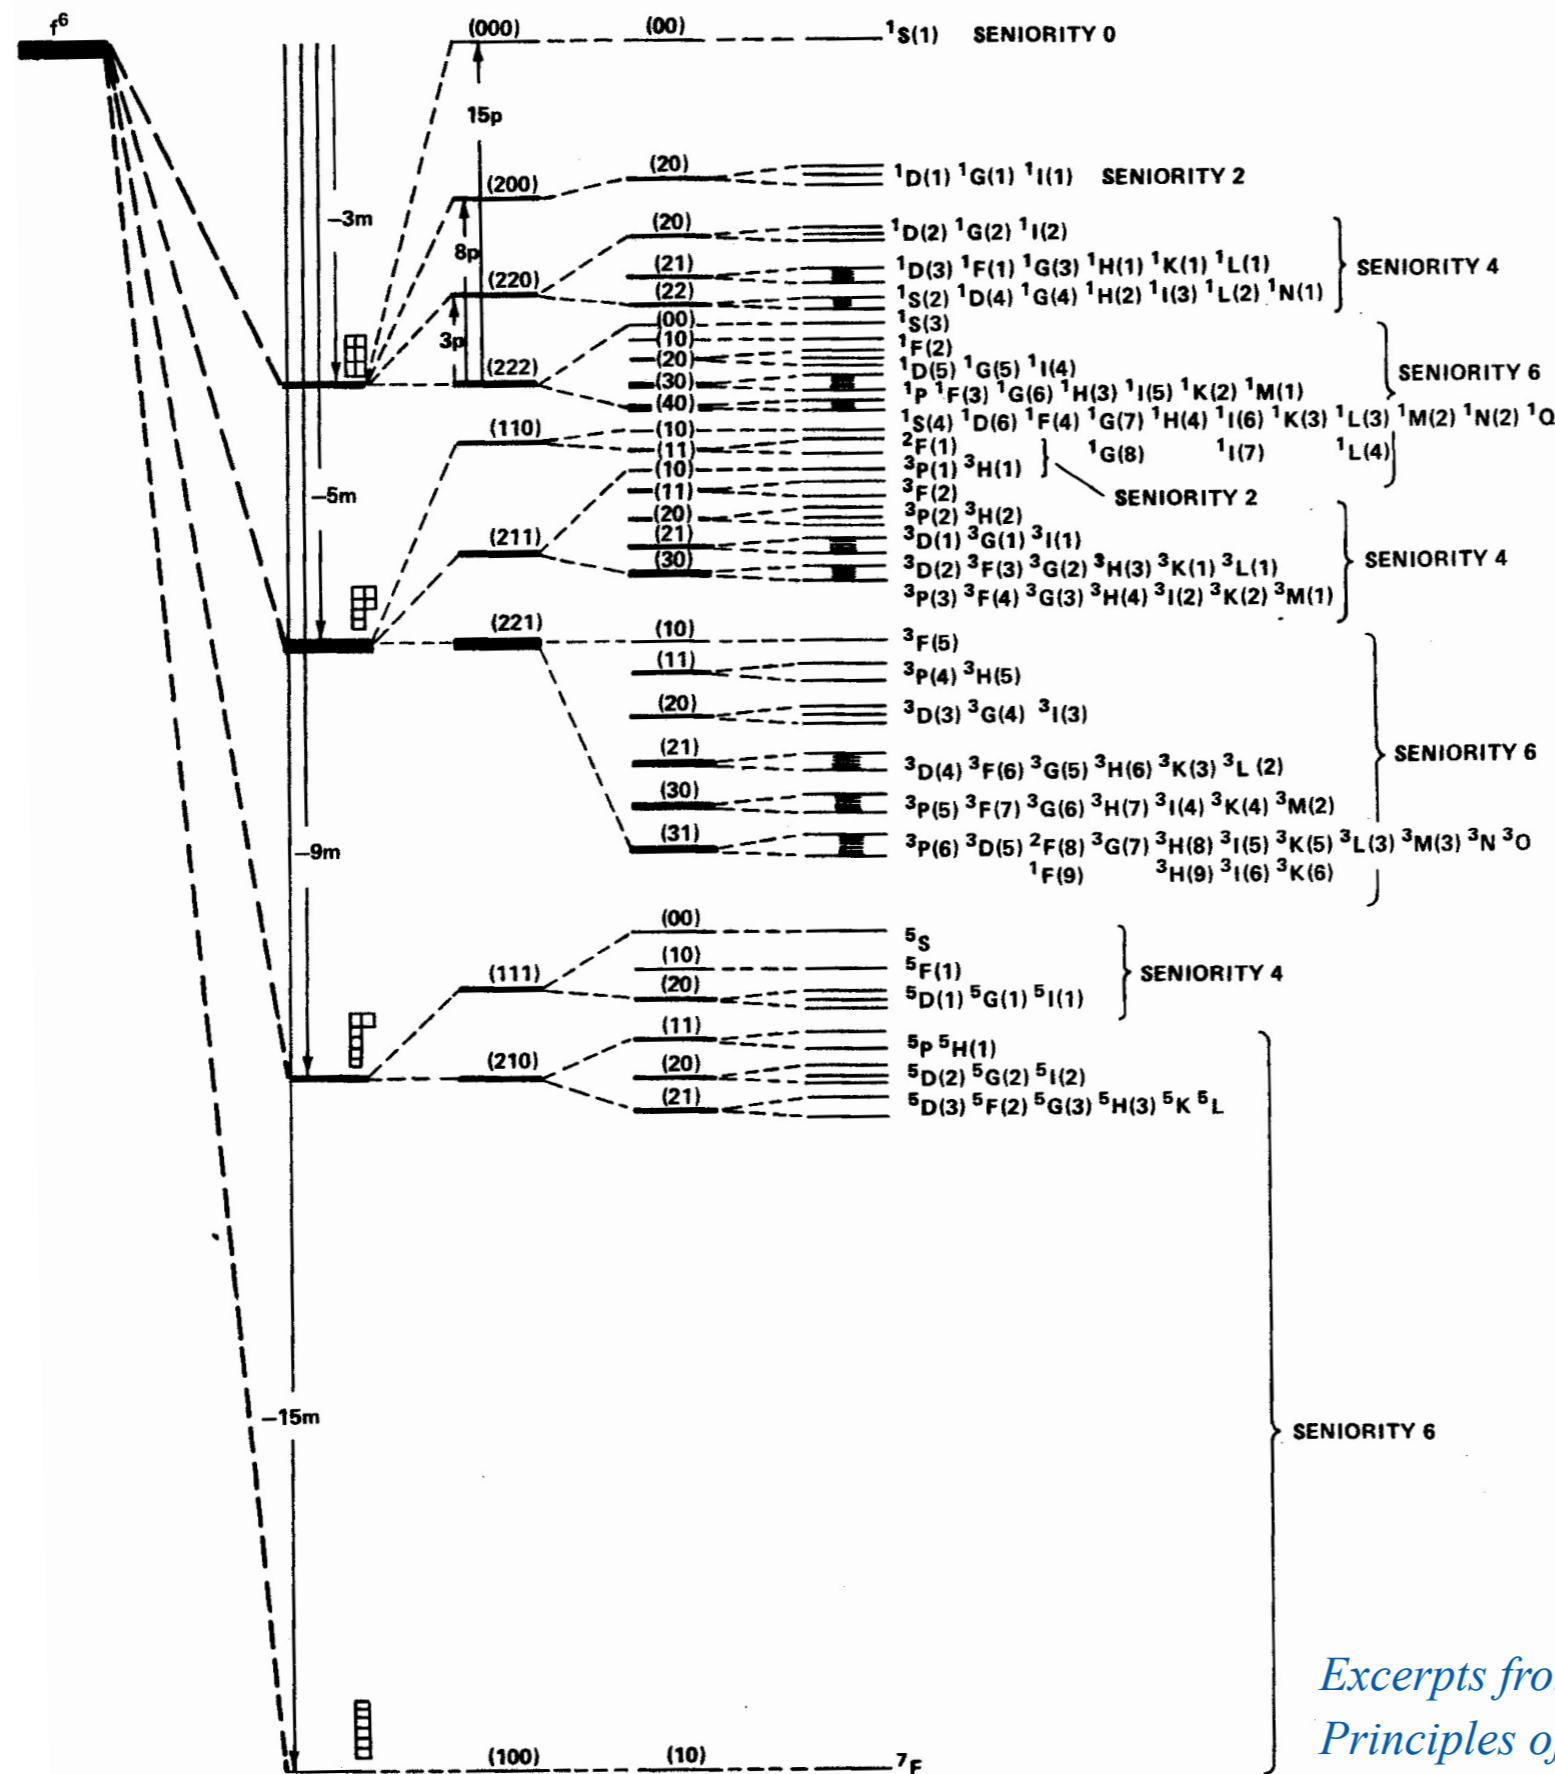 f⁶
(000) (00) ¹S(1) SENIORITY 0
15p
(200) (20) ¹D(1) ¹G(1) ¹I(1) SENIORITY 2
–3m
8p
(20) ¹D(2) ¹G(2) ¹I(2)
(220) (21) ¹D(3) ¹F(1) ¹G(3) ¹H(1) ¹K(1) ¹L(1) SENIORITY 4
(22) ¹S(2) ¹D(4) ¹G(4) ¹H(2) ¹I(3) ¹L(2) ¹N(1)
3p
(00) ¹S(3)
(10) ¹F(2)
(222) (20) ¹D(5) ¹G(5) ¹I(4) SENIORITY 6
(30) ¹P ¹F(3) ¹G(6) ¹H(3) ¹I(5) ¹K(2) ¹M(1)
(40) ¹S(4) ¹D(6) ¹F(4) ¹G(7) ¹H(4) ¹I(6) ¹K(3) ¹L(3) ¹M(2) ¹N(2) ¹Q
¹G(8) ¹I(7) ¹L(4)
(110) (10) ²F(1)
(11) ³P(1) ³H(1) SENIORITY 2
–5m
(10) ³F(2)
(11) ³P(2) ³H(2)
(211) (20) ³D(1) ³G(1) ³I(1)
(21) ³D(2) ³F(3) ³G(2) ³H(3) ³K(1) ³L(1) SENIORITY 4
(30) ³P(3) ³F(4) ³G(3) ³H(4) ³I(2) ³K(2) ³M(1)
(221) (10) ³F(5)
(11) ³P(4) ³H(5)
(20) ³D(3) ³G(4) ³I(3)
(21) ³D(4) ³F(6) ³G(5) ³H(6) ³K(3) ³L (2) SENIORITY 6
(30) ³P(5) ³F(7) ³G(6) ³H(7) ³I(4) ³K(4) ³M(2)
–9m
(31) ³P(6) ³D(5) ²F(8) ³G(7) ³H(8) ³I(5) ³K(5) ³L(3) ³M(3) ³N ³O
¹F(9) ³H(9) ³I(6) ³K(6)
(00) ⁵S
(111) (10) ⁵F(1) SENIORITY 4
(20) ⁵D(1) ⁵G(1) ⁵I(1)
(11) ⁵P ⁵H(1)
(210) (20) ⁵D(2) ⁵G(2) ⁵I(2)
(21) ⁵D(3) ⁵F(2) ⁵G(3) ⁵H(3) ⁵K ⁵L
–15m
SENIORITY 6
(100) (10) ⁷F
Excerpts
Principles